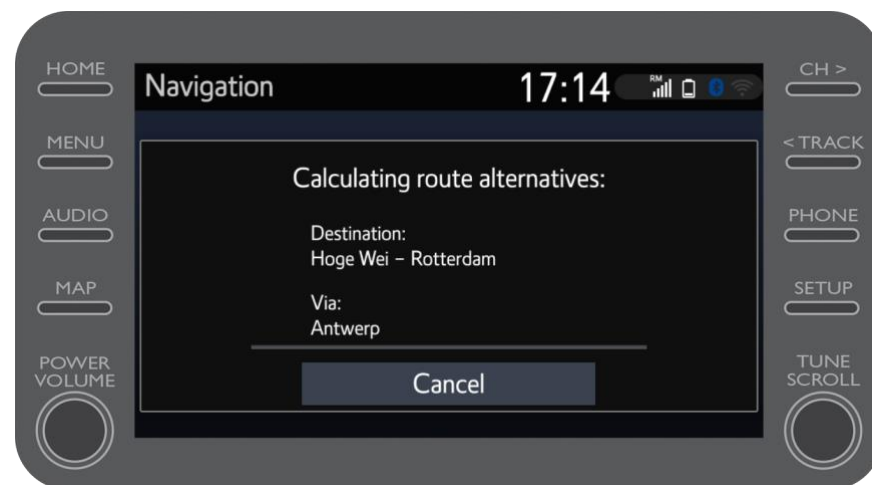 HOME
Navigation 17:14 RM
CH >
MENU
< TRACK
Calculating route alternatives:
AUDIO
PHONE
Destination:
Hoge Wei – Rotterdam
MAP
SETUP
Via:
Antwerp
POWER
VOLUME
TUNE
SCROLL
Cancel